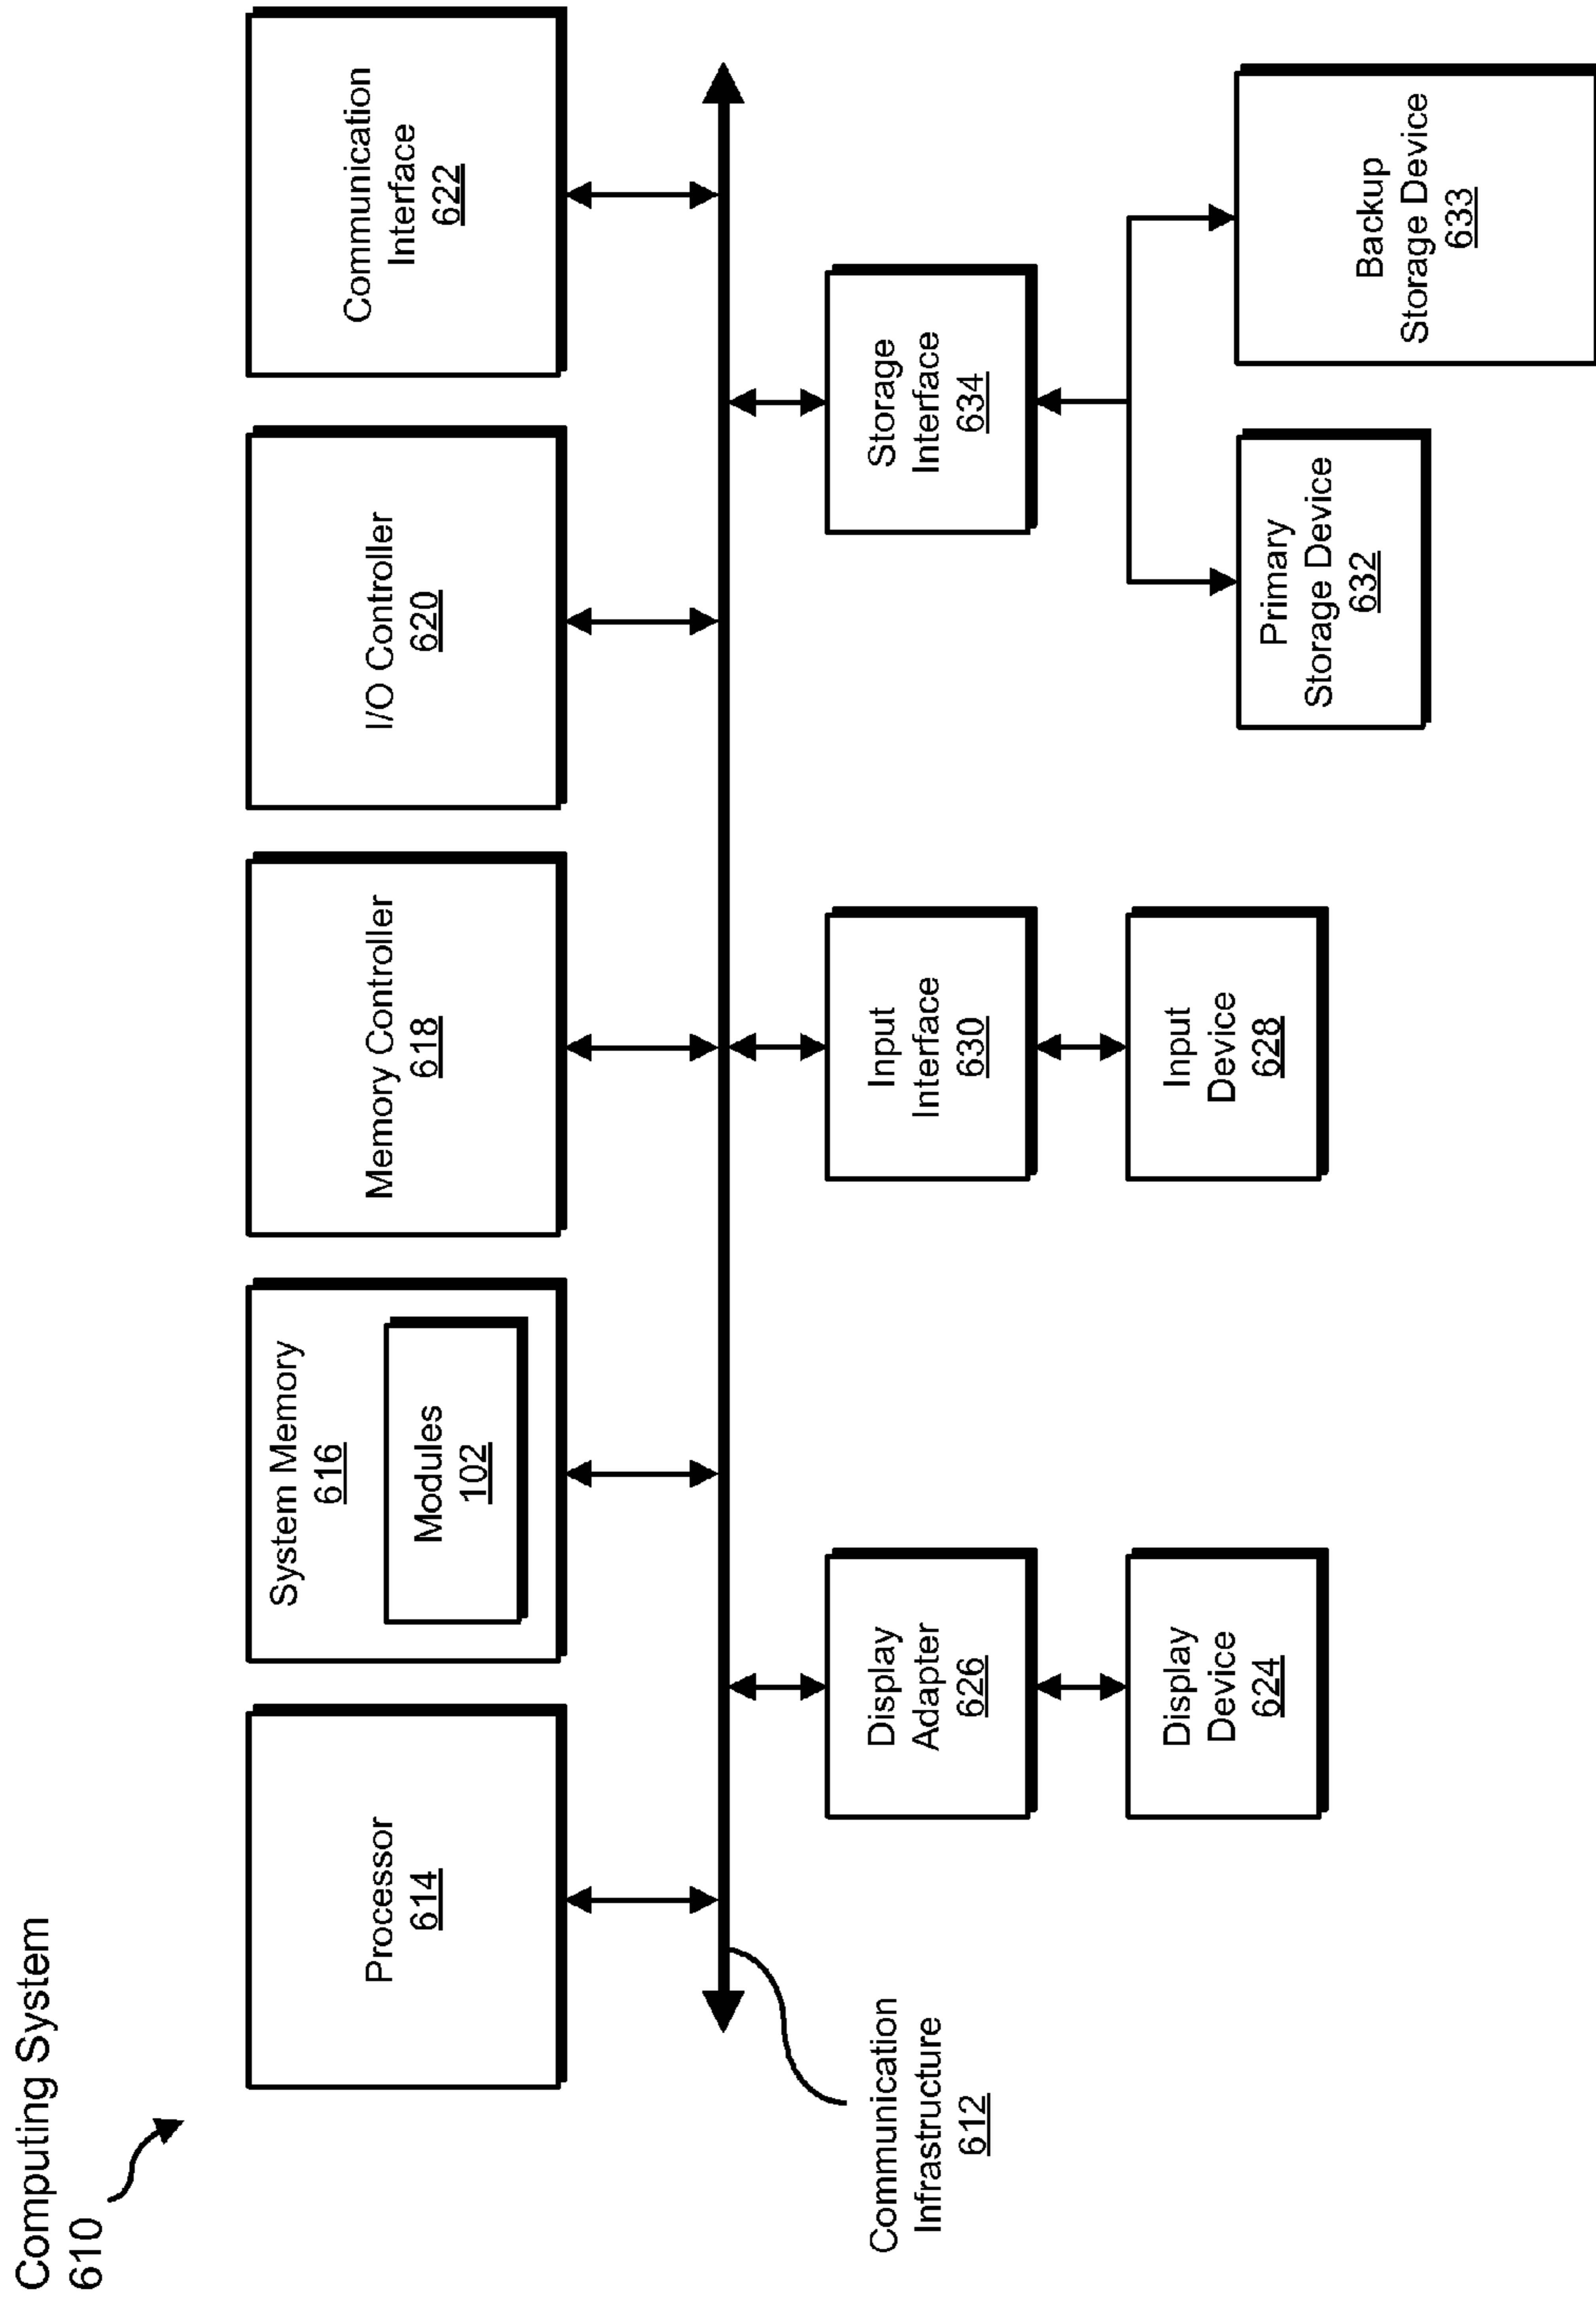 Computing System
610
Processor
614
System Memory
616
Modules
102
Memory Controller
618
I/O Controller
620
Communication
Interface
622
Communication
Infrastructure
612
Display
Adapter
626
Input
Interface
630
Storage
Interface
634
Display
Device
624
Input
Device
628
Primary
Storage Device
632
Backup
Storage Device
633